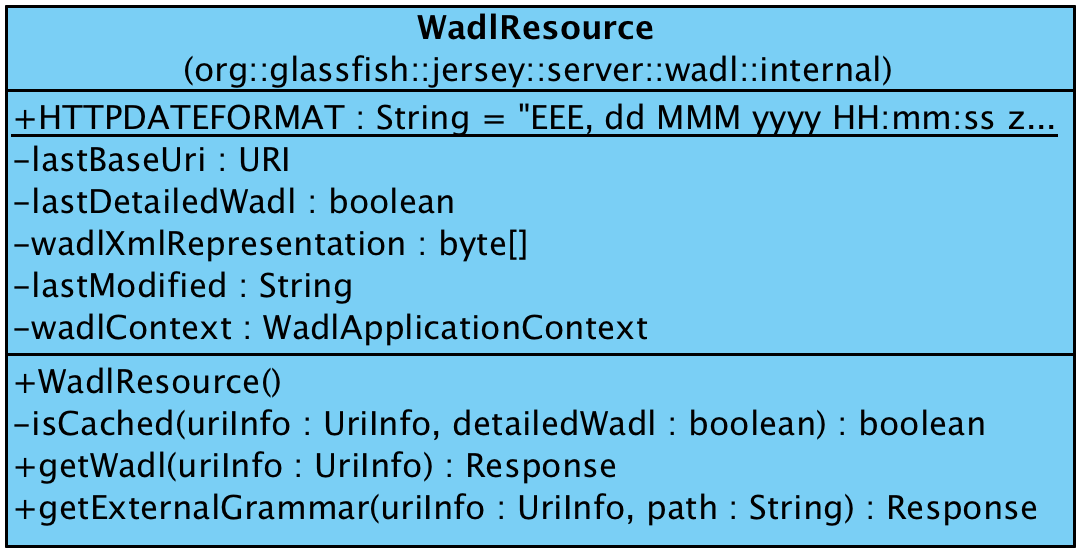 WadlResource
(org::glassfish::jersey::server::wadl::internal)
+HTTPDATEFORMAT : String = "EEE, dd MMM yyyy HH:mm:ss z...
-lastBaseUri : URI
-lastDetailedWadl : boolean
-wadlXmlRepresentation : byte[]
-lastModified : String
-wadlContext : WadlApplicationContext
+WadlResource()
-isCached(uriInfo : UriInfo, detailedWadl : boolean) : boolean
+getWadl(uriInfo : UriInfo) : Response
+getExternalGrammar(uriInfo : UriInfo, path : String) : Response